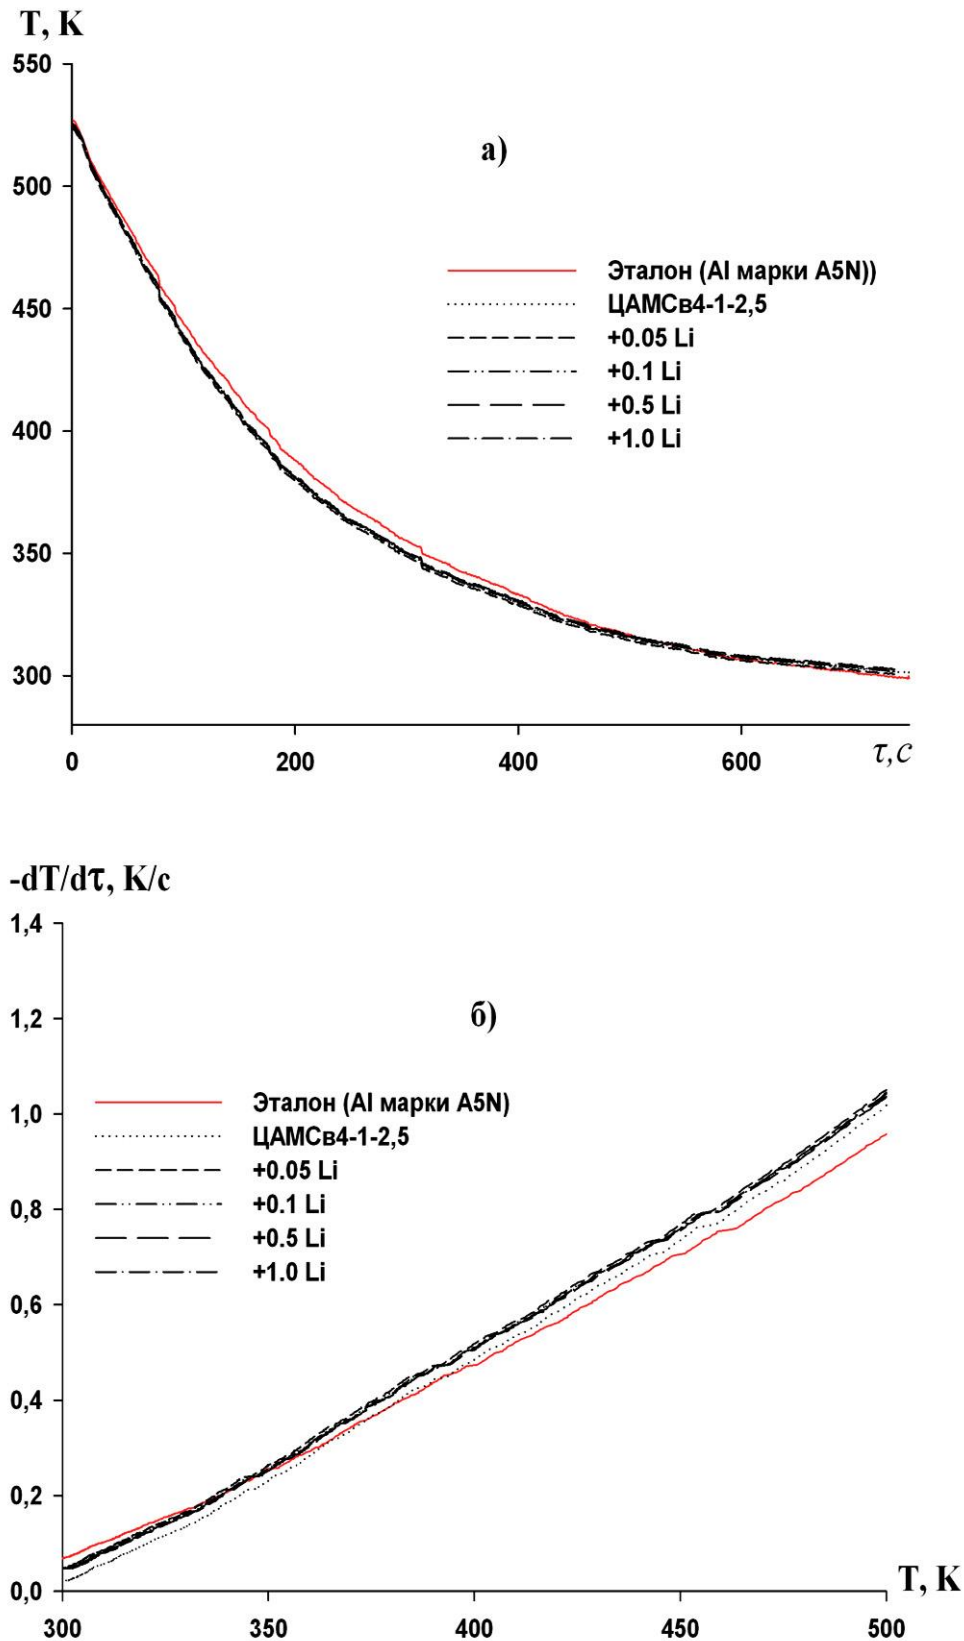 T, K
550
а)
500
Эталон (Al марки A5N))
450
ЦАМСв4-1-2,5
+0.05 Li
+0.1 Li
+0.5 Li
400
+1.0 Li
350
300
0 200 400 600 τ,c
-dT/dτ, K/c
1,4
1,2
б)
Эталон (Al марки A5N)
1,0
ЦАМСв4-1-2,5
+0.05 Li
0,8
+0.1 Li
+0.5 Li
+1.0 Li
0,6
0,4
0,2
0,0
T, K
300 350 400 450 500